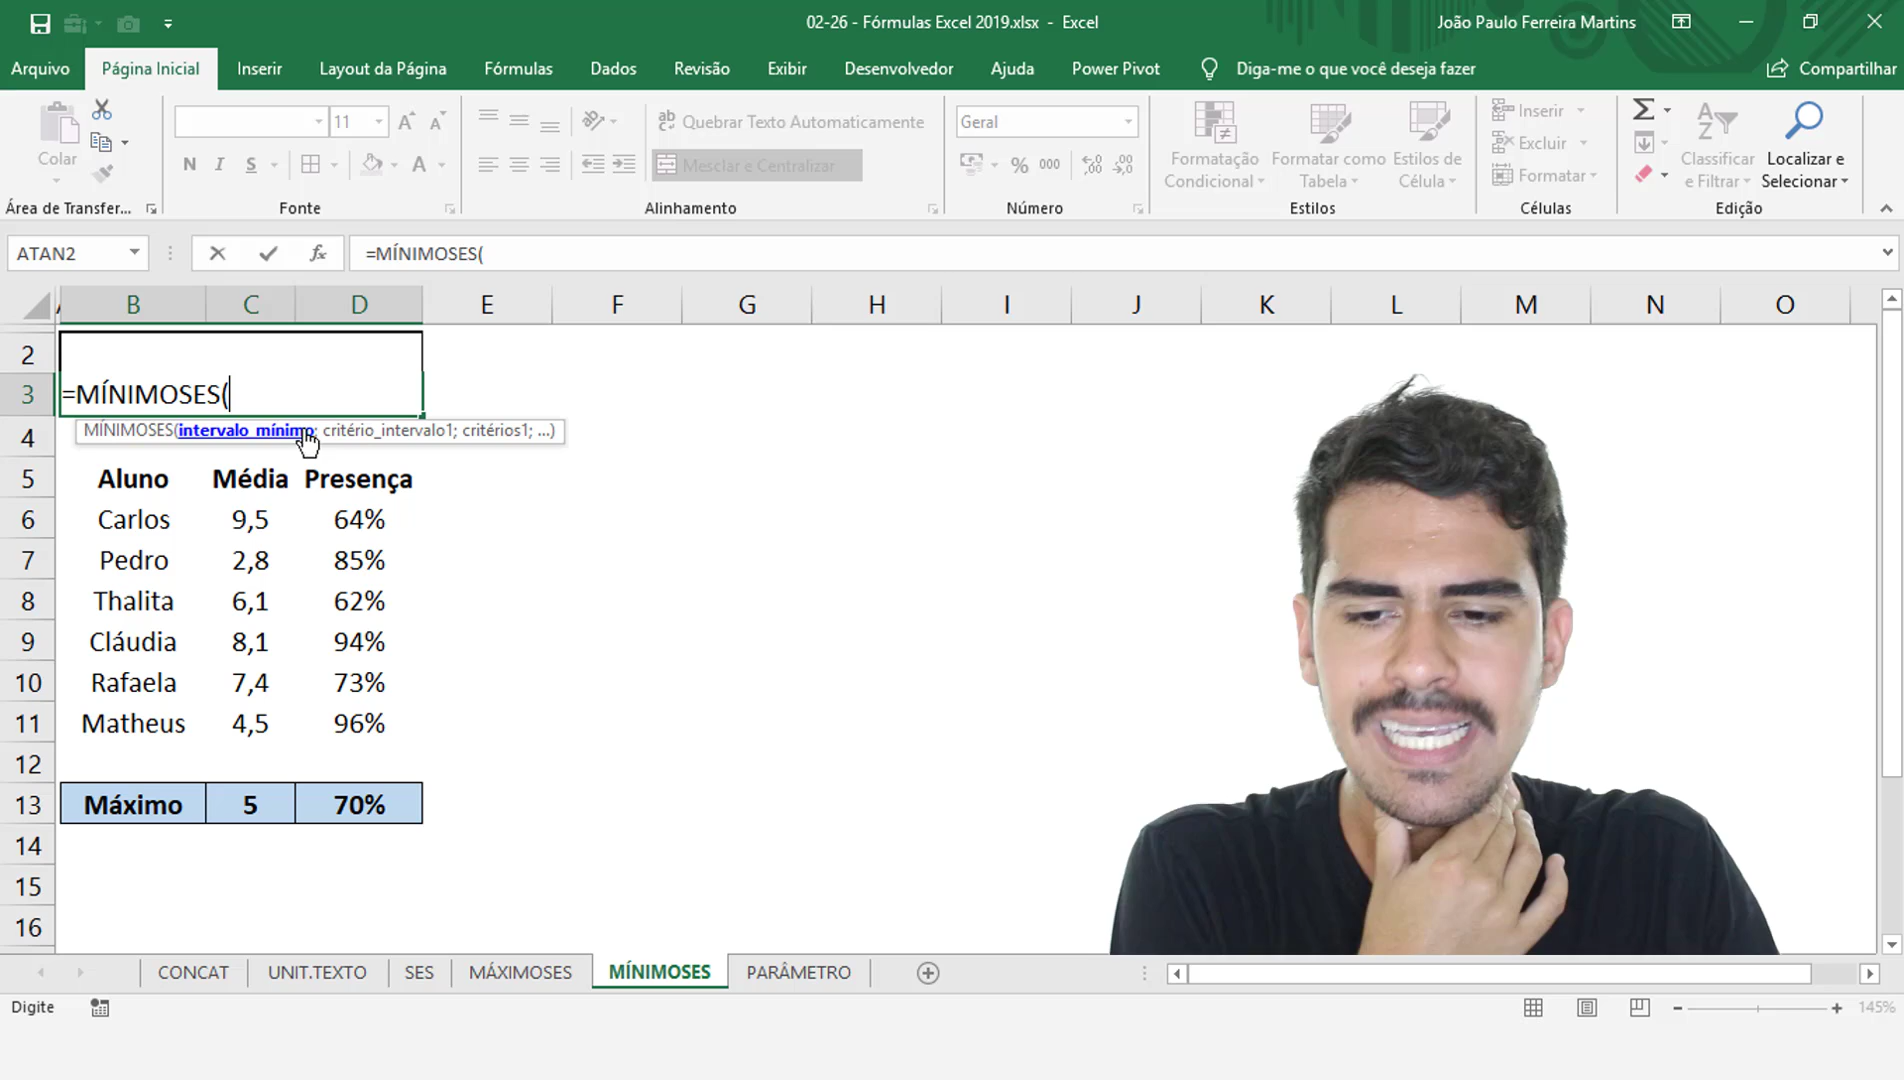 02-26 - Fórmulas Excel 2019.xlsx - Excel
João Paulo Ferreira Martins
Arquivo Página Inicial Inserir Layout da Página Fórmulas Dados Revisão Exibir Desenvolvedor Ajuda Power Pivot Diga-me o que você deseja fazer Compartilhar
Colar
11
N I S
Quebrar Texto Automaticamente
Mesclar e Centralizar
Geral
% 000
Formatação Condicional
Formatar como Tabela
Estilos de Célula
Inserir
Excluir
Formatar
Classificar e Filtrar
Localizar e Selecionar
Área de Transfer... Fonte Alinhamento Número Estilos Células Edição
ATAN2 fx =MÍNIMOSES(
B C D E F G H I J K L M N O
2
3 =MÍNIMOSES(
MÍNIMOSES(intervalo_mínimo; critério_intervalo1; critérios1; ...)
4
5 Aluno Média Presença
6 Carlos 9,5 64%
7 Pedro 2,8 85%
8 Thalita 6,1 62%
9 Cláudia 8,1 94%
10 Rafaela 7,4 73%
11 Matheus 4,5 96%
12
13 Máximo 5 70%
14
15
16
CONCAT UNIT.TEXTO SES MÁXIMOSES MÍNIMOSES PARÂMETRO
Digite 145%